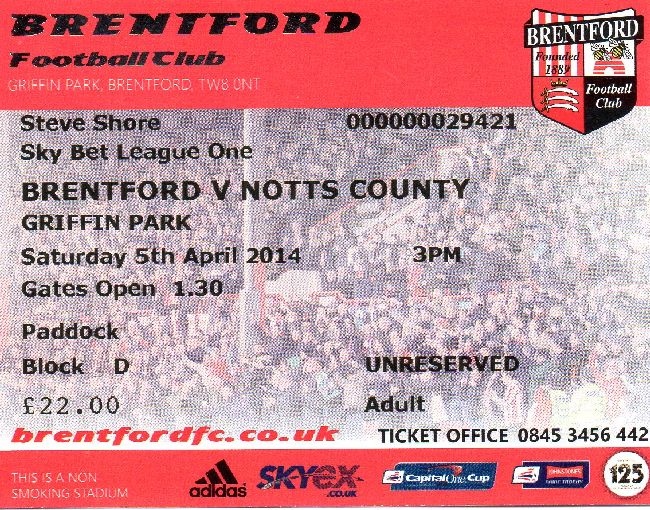 BRENTFORD
Football Club
GRIFFIN PARK, BRENTFORD, TW8 0NT
BRENTFORD
Founded
1889
Football
Club
Steve Shore 000000029421
Sky Bet League One
BRENTFORD V NOTTS COUNTY
GRIFFIN PARK
Saturday 5th April 2014 3PM
Gates Open 1.30
Paddock
Block D UNRESERVED
£22.00 Adult
brentfordfc.co.uk TICKET OFFICE 0845 3456 442
THIS IS A NON
SMOKING STADIUM
adidas
SKYEX
.CO.UK
Capital One Cup
JOHNSTONE'S
PAINT TROPHY
125